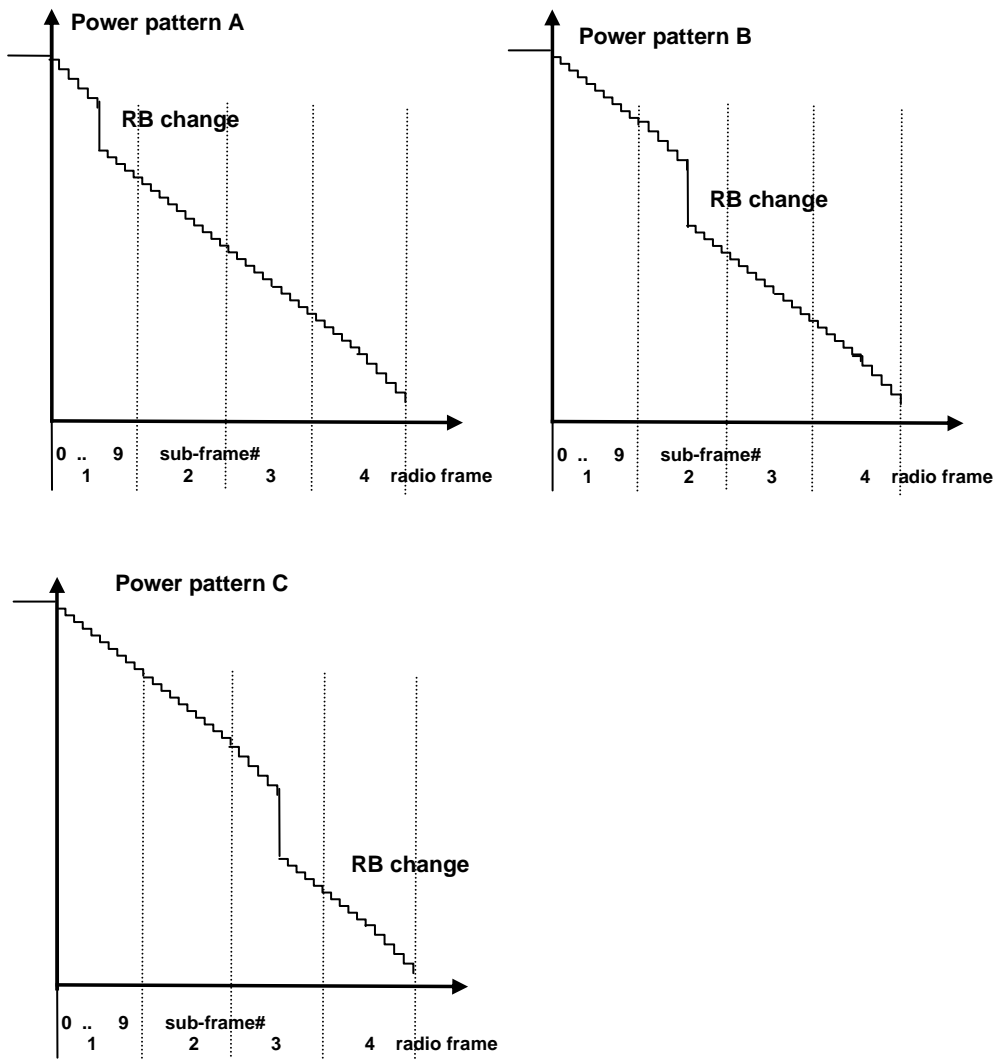 Power pattern A
RB change
0 .. 9 sub-frame#
1 2 3 4 radio frame
Power pattern B
RB change
0 .. 9 sub-frame#
1 2 3 4 radio frame
Power pattern C
RB change
0 .. 9 sub-frame#
1 2 3 4 radio frame